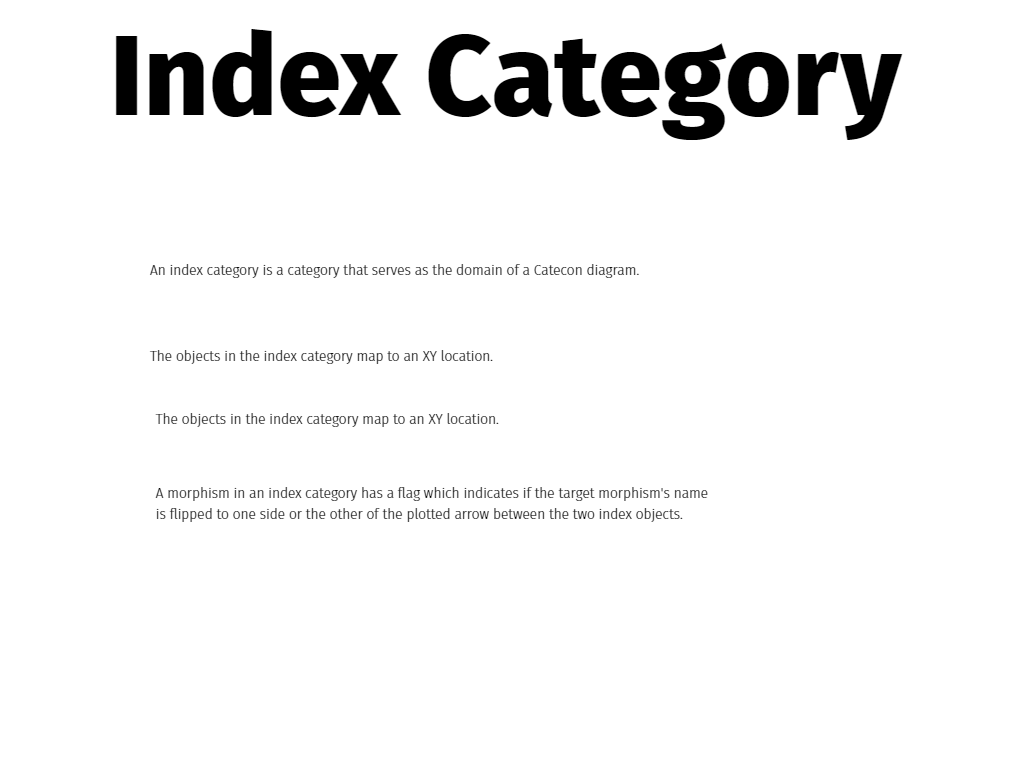 Index Category
An index category is a category that serves as the domain of a Catecon diagram.
The objects in the index category map to an XY location.
The objects in the index category map to an XY location.
A morphism in an index category has a flag which indicates if the target morphism's name
is flipped to one side or the other of the plotted arrow between the two index objects.